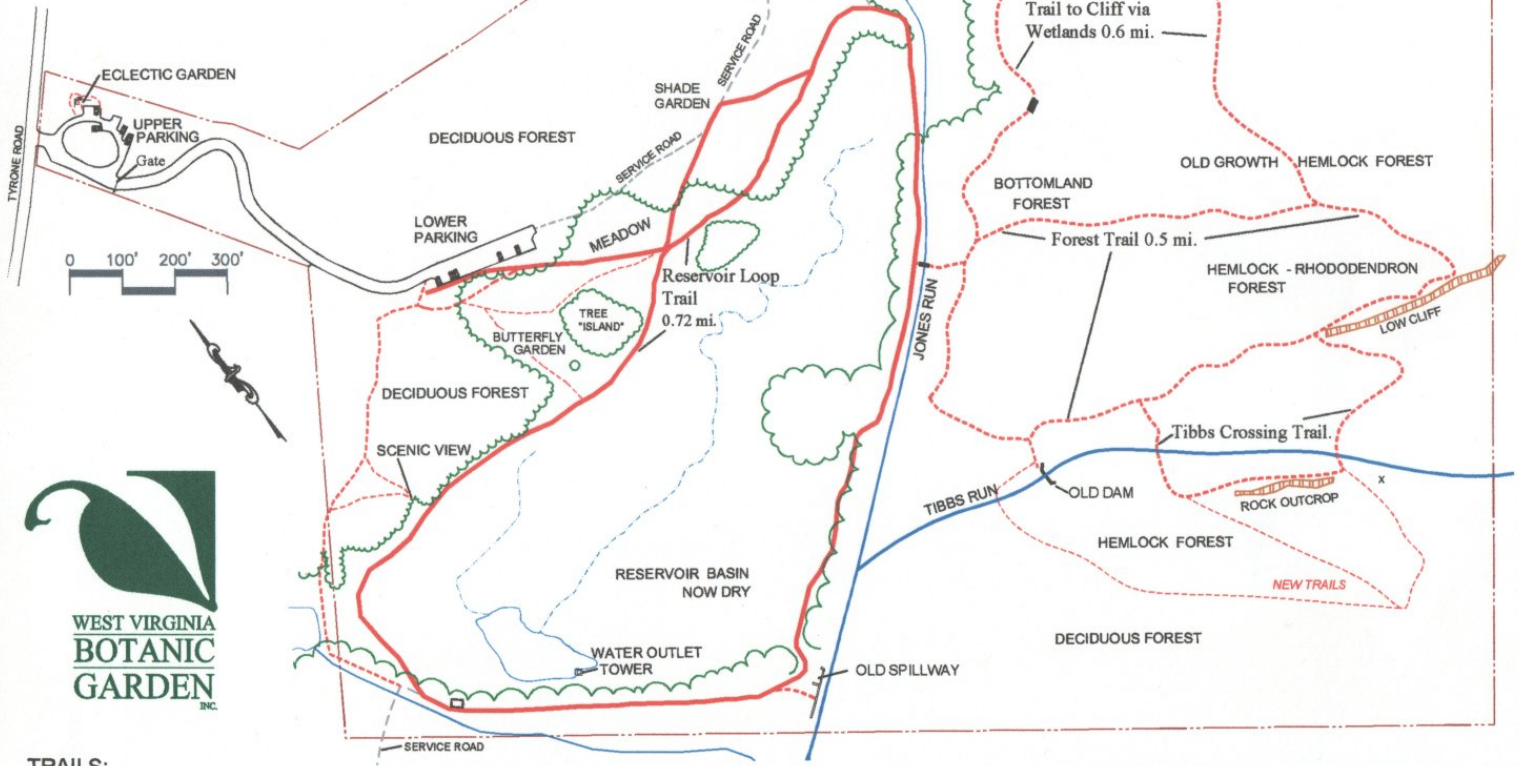 Trail to Cliff via
Wetlands 0.6 mi.
SERVICE ROAD
ECLECTIC GARDEN
SHADE
GARDEN
UPPER
PARKING
Gate
TYRONE ROAD
DECIDUOUS FOREST
SERVICE ROAD
OLD GROWTH HEMLOCK FOREST
BOTTOMLAND
FOREST
LOWER
PARKING
MEADOW
Forest Trail 0.5 mi.
0 100' 200' 300'
Reservoir Loop
Trail
0.72 mi.
HEMLOCK - RHODODENDRON
FOREST
LOW CLIFF
JONES RUN
TREE
"ISLAND"
BUTTERFLY
GARDEN
DECIDUOUS FOREST
SCENIC VIEW
Tibbs Crossing Trail.
x
OLD DAM
TIBBS RUN
ROCK OUTCROP
HEMLOCK FOREST
RESERVOIR BASIN
NOW DRY
NEW TRAILS
WEST VIRGINIA
BOTANIC
GARDEN
INC.
DECIDUOUS FOREST
WATER OUTLET
TOWER
OLD SPILLWAY
SERVICE ROAD
TRAILS: